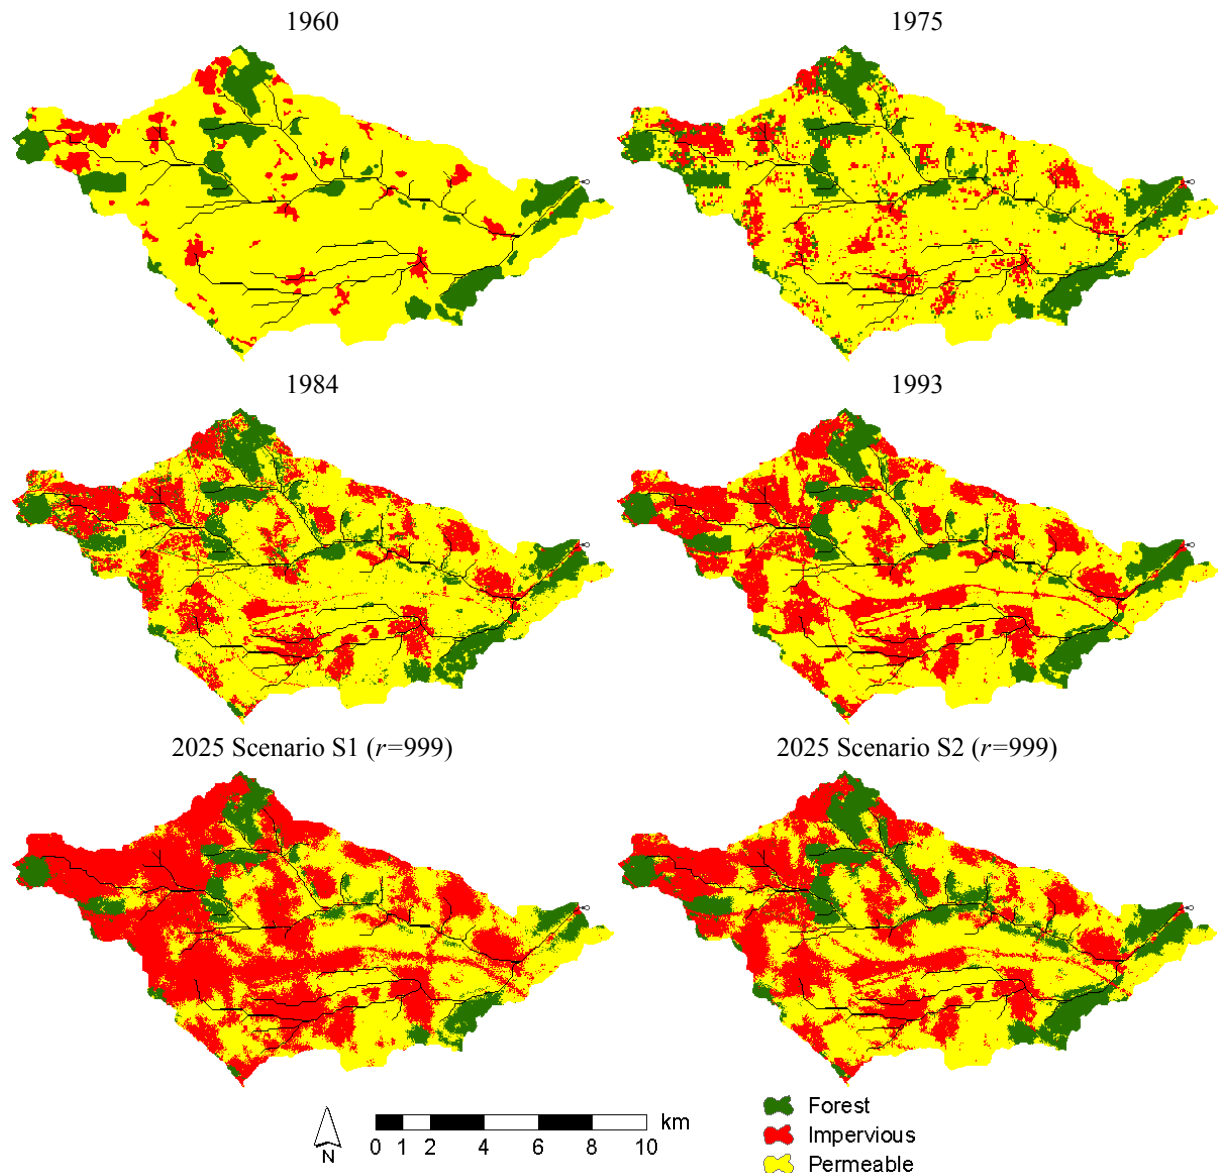 1960 1975
1984 1993
2025 Scenario S1 (r=999) 2025 Scenario S2 (r=999)
N
0 1 2 4 6 8 10 km
Forest
Impervious
Permeable